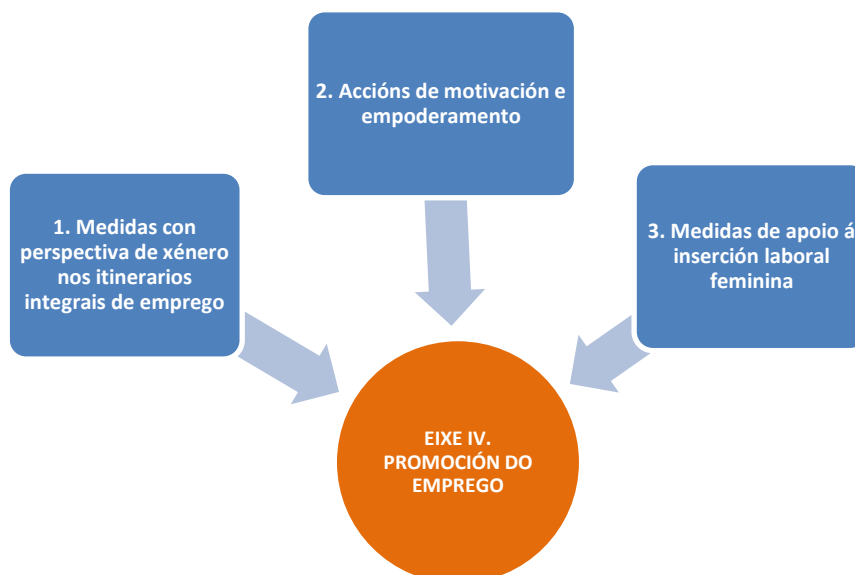 2. Accións de motivación e
empoderamento
1. Medidas con
perspectiva de xénero
nos itinerarios
integrais de emprego
3. Medidas de apoio á
inserción laboral
feminina
EIXE IV.
PROMOCIÓN DO
EMPREGO